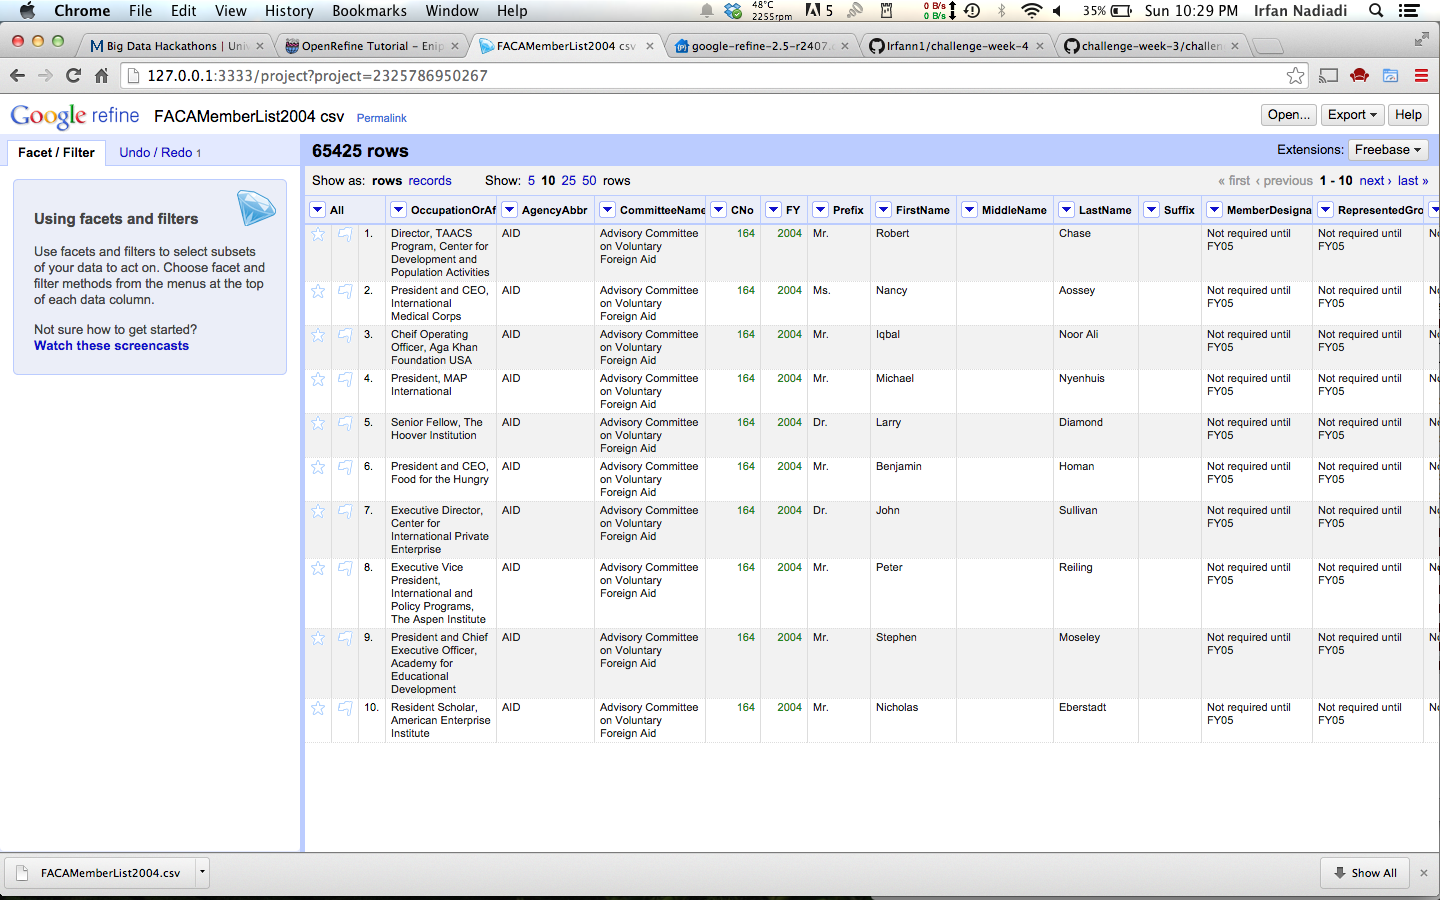 Chrome File Edit View History Bookmarks Window Help 48°C 2255rpm 5 0 B/s 0 B/s 35% Sun 10:29 PM Irfan Nadiadi
Big Data Hackathons | Uni OpenRefine Tutorial – Enip FACAMemberList2004 csv google-refine-2.5-r2407. Irfann1/challenge-week-4 challenge-week-3/challen
127.0.0.1:3333/project?project=2325786950267
Google refine FACAMemberList2004 csv Permalink Open... Export Help
Facet / Filter Undo / Redo 1 65425 rows Extensions: Freebase
Show as: rows records Show: 5 10 25 50 rows « first ‹ previous 1 - 10 next › last »
Using facets and filters
Use facets and filters to select subsets
of your data to act on. Choose facet and
filter methods from the menus at the top
of each data column.
Not sure how to get started?
Watch these screencasts
All OccupationOrAf AgencyAbbr CommitteeName CNo FY Prefix FirstName MiddleName LastName Suffix MemberDesigna RepresentedGro
1. Director, TAACS AID Advisory Committee 164 2004 Mr. Robert Chase Not required until Not required until
Program, Center for on Voluntary FY05 FY05
Development and Foreign Aid
Population Activities
2. President and CEO, AID Advisory Committee 164 2004 Ms. Nancy Aossey Not required until Not required until
International on Voluntary FY05 FY05
Medical Corps Foreign Aid
3. Cheif Operating AID Advisory Committee 164 2004 Mr. Iqbal Noor Ali Not required until Not required until
Officer, Aga Khan on Voluntary FY05 FY05
Foundation USA Foreign Aid
4. President, MAP AID Advisory Committee 164 2004 Mr. Michael Nyenhuis Not required until Not required until
International on Voluntary FY05 FY05
Foreign Aid
5. Senior Fellow, The AID Advisory Committee 164 2004 Dr. Larry Diamond Not required until Not required until
Hoover Institution on Voluntary FY05 FY05
Foreign Aid
6. President and CEO, AID Advisory Committee 164 2004 Mr. Benjamin Homan Not required until Not required until
Food for the Hungry on Voluntary FY05 FY05
Foreign Aid
7. Executive Director, AID Advisory Committee 164 2004 Dr. John Sullivan Not required until Not required until
Center for on Voluntary FY05 FY05
International Private Foreign Aid
Enterprise
8. Executive Vice AID Advisory Committee 164 2004 Mr. Peter Reiling Not required until Not required until
President, on Voluntary FY05 FY05
International and Foreign Aid
Policy Programs,
The Aspen Institute
9. President and Chief AID Advisory Committee 164 2004 Mr. Stephen Moseley Not required until Not required until
Executive Officer, on Voluntary FY05 FY05
Academy for Foreign Aid
Educational
Development
10. Resident Scholar, AID Advisory Committee 164 2004 Mr. Nicholas Eberstadt Not required until Not required until
American Enterprise on Voluntary FY05 FY05
Institute Foreign Aid
FACAMemberList2004.csv Show All